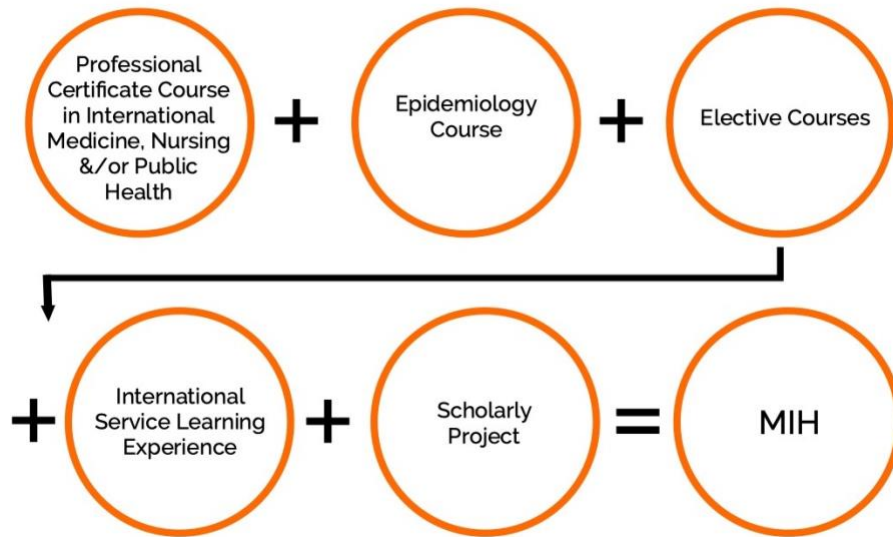 Professional
Certificate Course
in International
Medicine, Nursing
&/or Public
Health
+
Epidemiology
Course
+
Elective Courses
+
International
Service Learning
Experience
+
Scholarly
Project
=
MIH